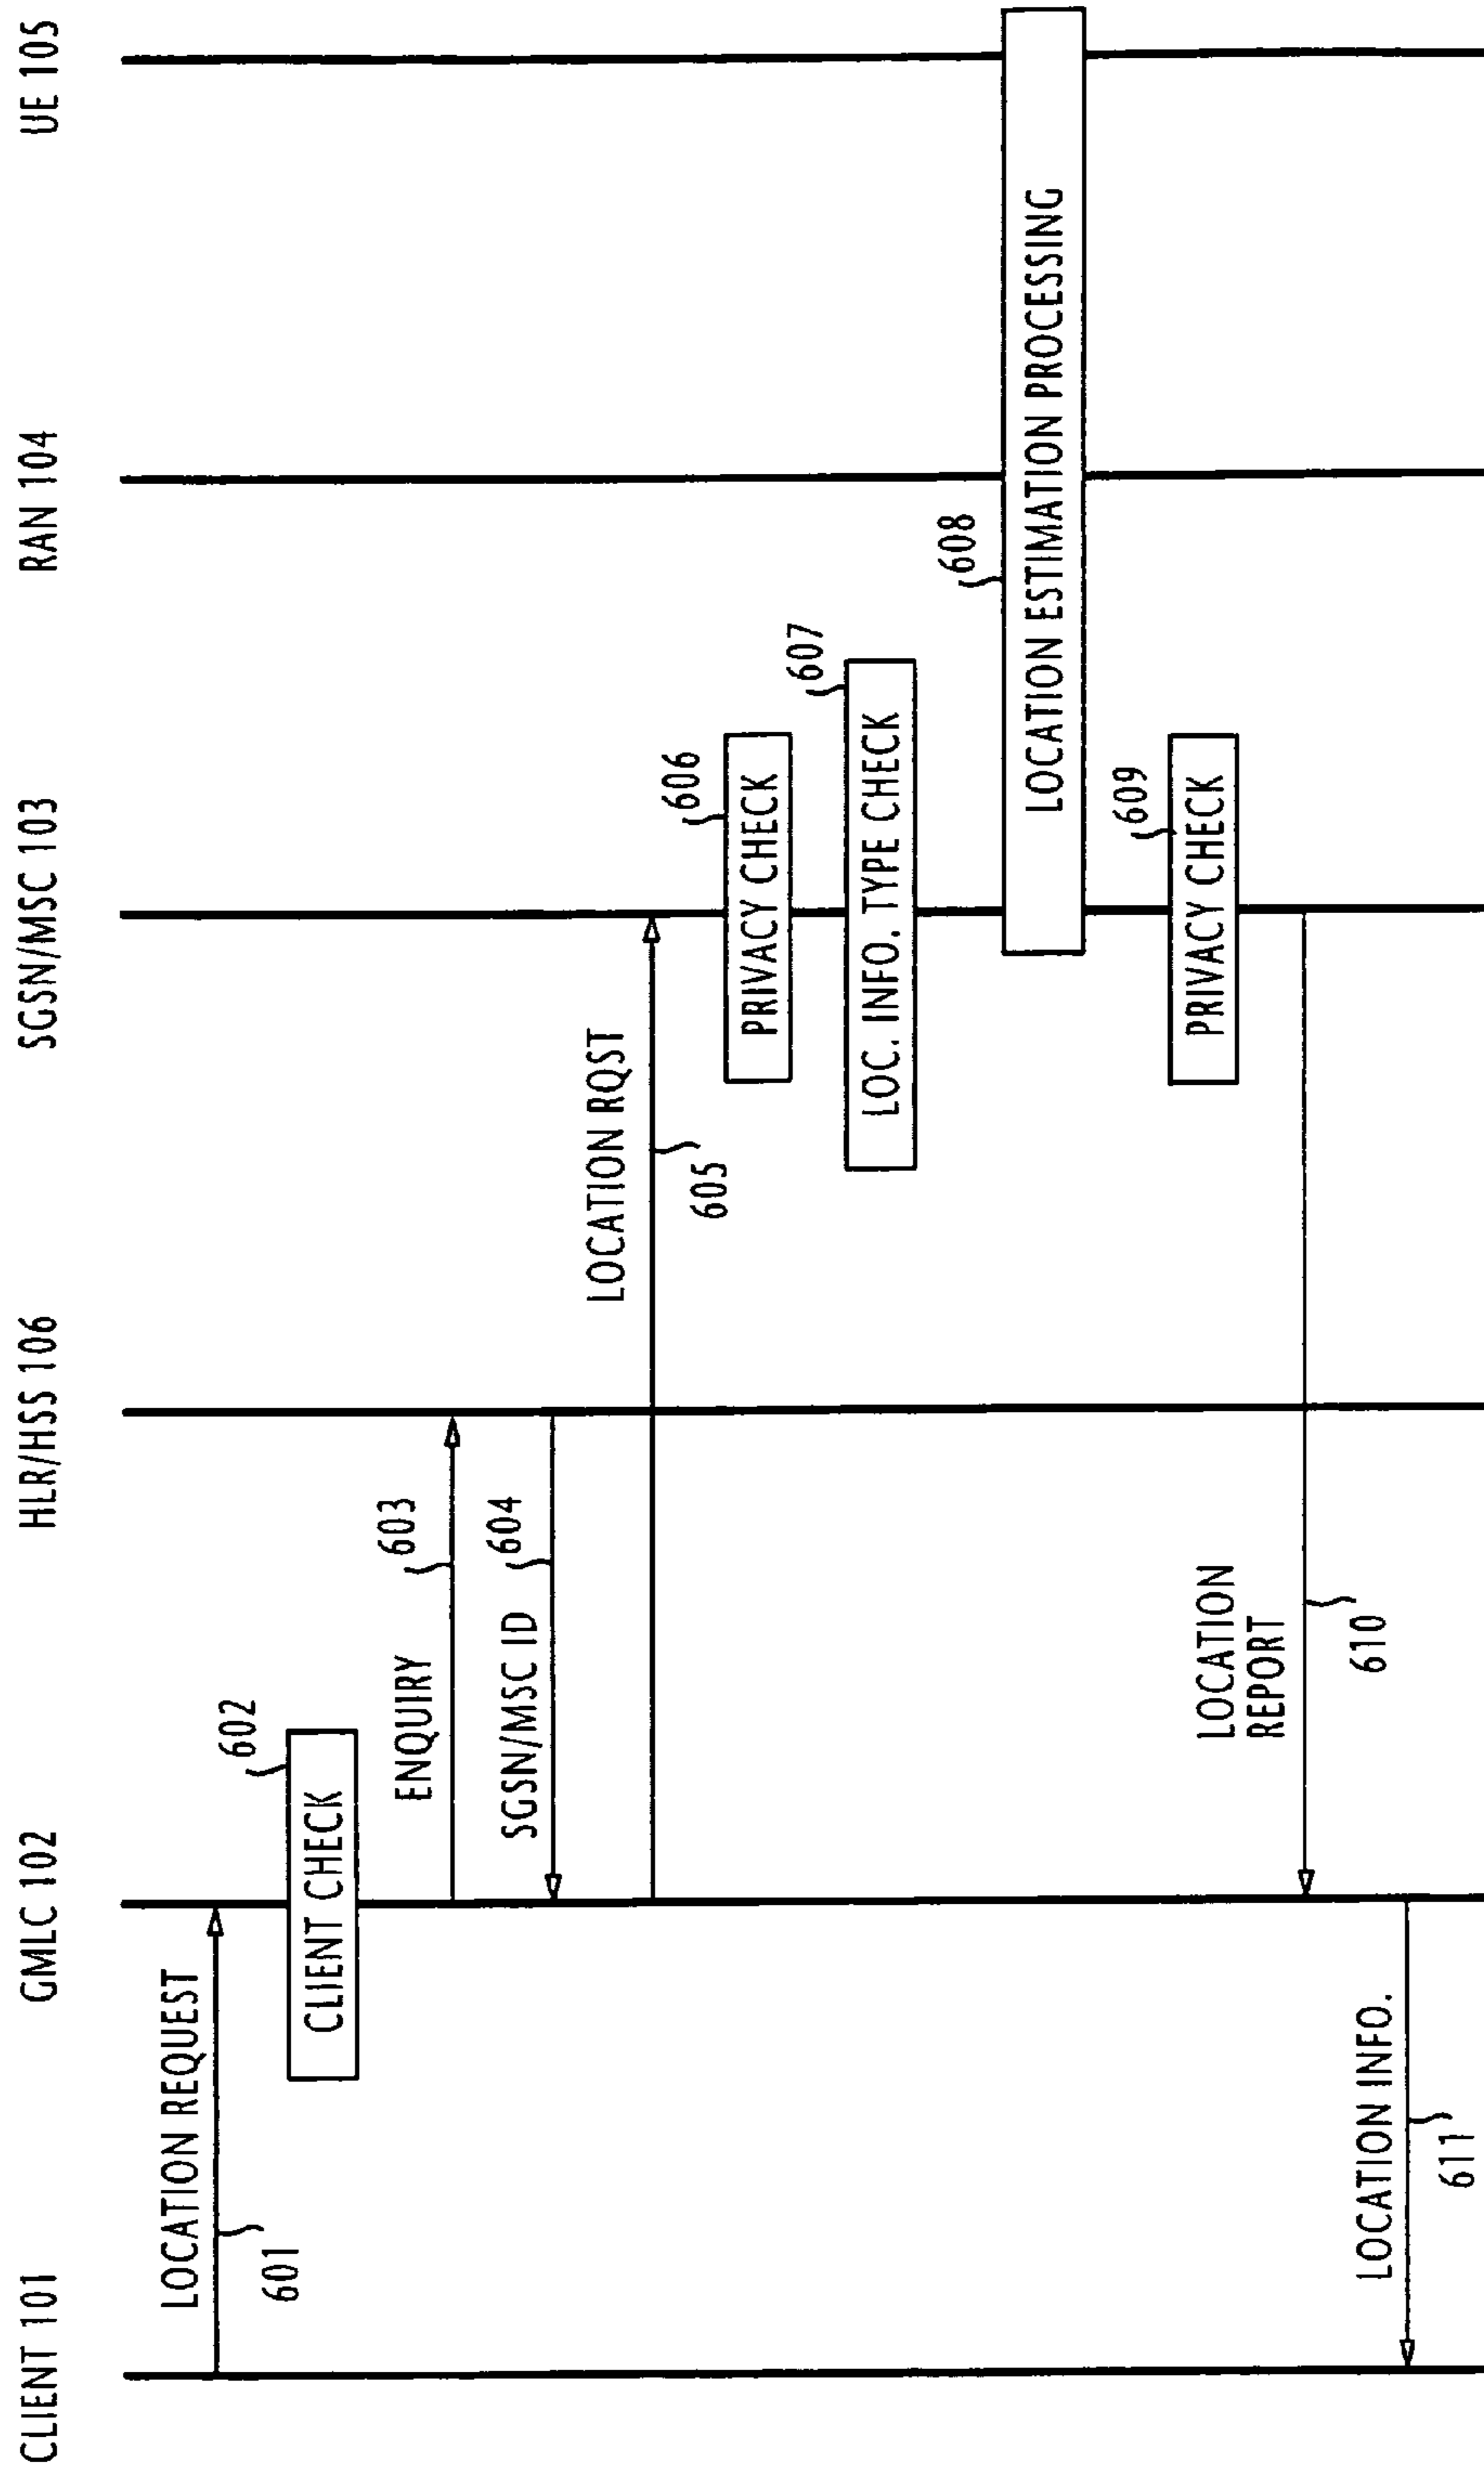 CLIENT 101
GMLC 102
HLR/HSS 106
SGSN/MSC 103
RAN 104
UE 105
LOCATION REQUEST
601
602
CLIENT CHECK
ENQUIRY
603
SGSN/MSC ID
604
LOCATION RQST
605
606
PRIVACY CHECK
607
LOC. INFO. TYPE CHECK
608
LOCATION ESTIMATION PROCESSING
609
PRIVACY CHECK
LOCATION
REPORT
610
LOCATION INFO.
611